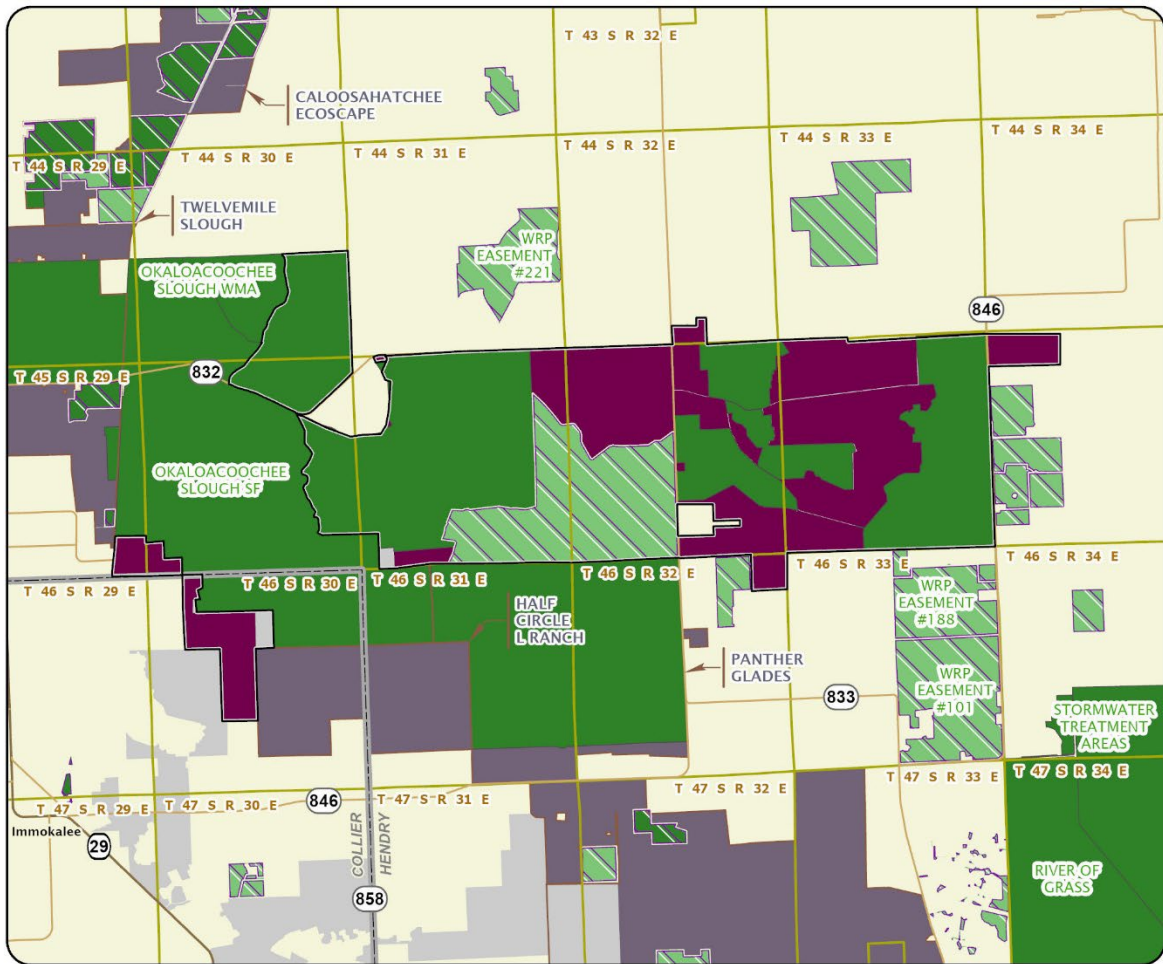 T 43 S R 32 E
CALOOSAHATCHEE
ECOSCAPE
T 44 S R 29 E
T 44 S R 30 E
T 44 S R 31 E
T 44 S R 32 E
T 44 S R 33 E
T 44 S R 34 E
TWELVEMILE
SLOUGH
WRP
EASEMENT
#221
OKALOACOOCHEE
SLOUGH WMA
846
832
T 45 S R 29 E
OKALOACOOCHEE
SLOUGH SF
T 46 S R 29 E
T 46 S R 30 E
T 46 S R 31 E
T 46 S R 32 E
T 46 S R 33 E
T 46 S R 34 E
WRP
EASEMENT
#188
HALF
CIRCLE
L RANCH
PANTHER
GLADES
833
WRP
EASEMENT
#101
STORMWATER
TREATMENT
AREAS
T 47 S R 29 E
T 47 S R 30 E
846
T 47 S R 31 E
T 47 S R 32 E
T 47 S R 33 E
T 47 S R 34 E
Immokalee
29
COLLIER
HENDRY
858
RIVER OF
GRASS